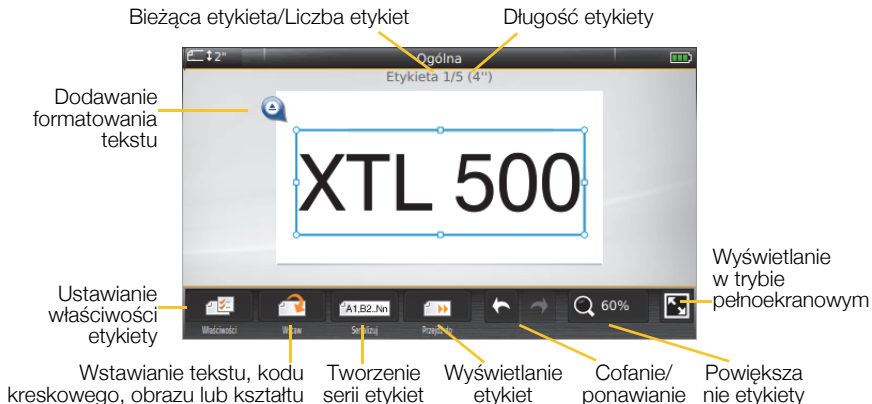 Bieżąca etykieta/Liczba etykiet
Długość etykiety
2"
Ogólna
Etykieta 1/5 (4'')
Dodawanie
formatowania
tekstu
XTL 500
Wyświetlanie
w trybie
pełnoekranowym
Ustawianie
właściwości
etykiety
A1,B2..Nn
60%
Właściwości
Wstaw
Serializuj
Przejdź do
Wstawianie tekstu, kodu
kreskowego, obrazu lub kształtu
Tworzenie
serii etykiet
Wyświetlanie
etykiet
Cofanie/
ponawianie
Powiększa
nie etykiety